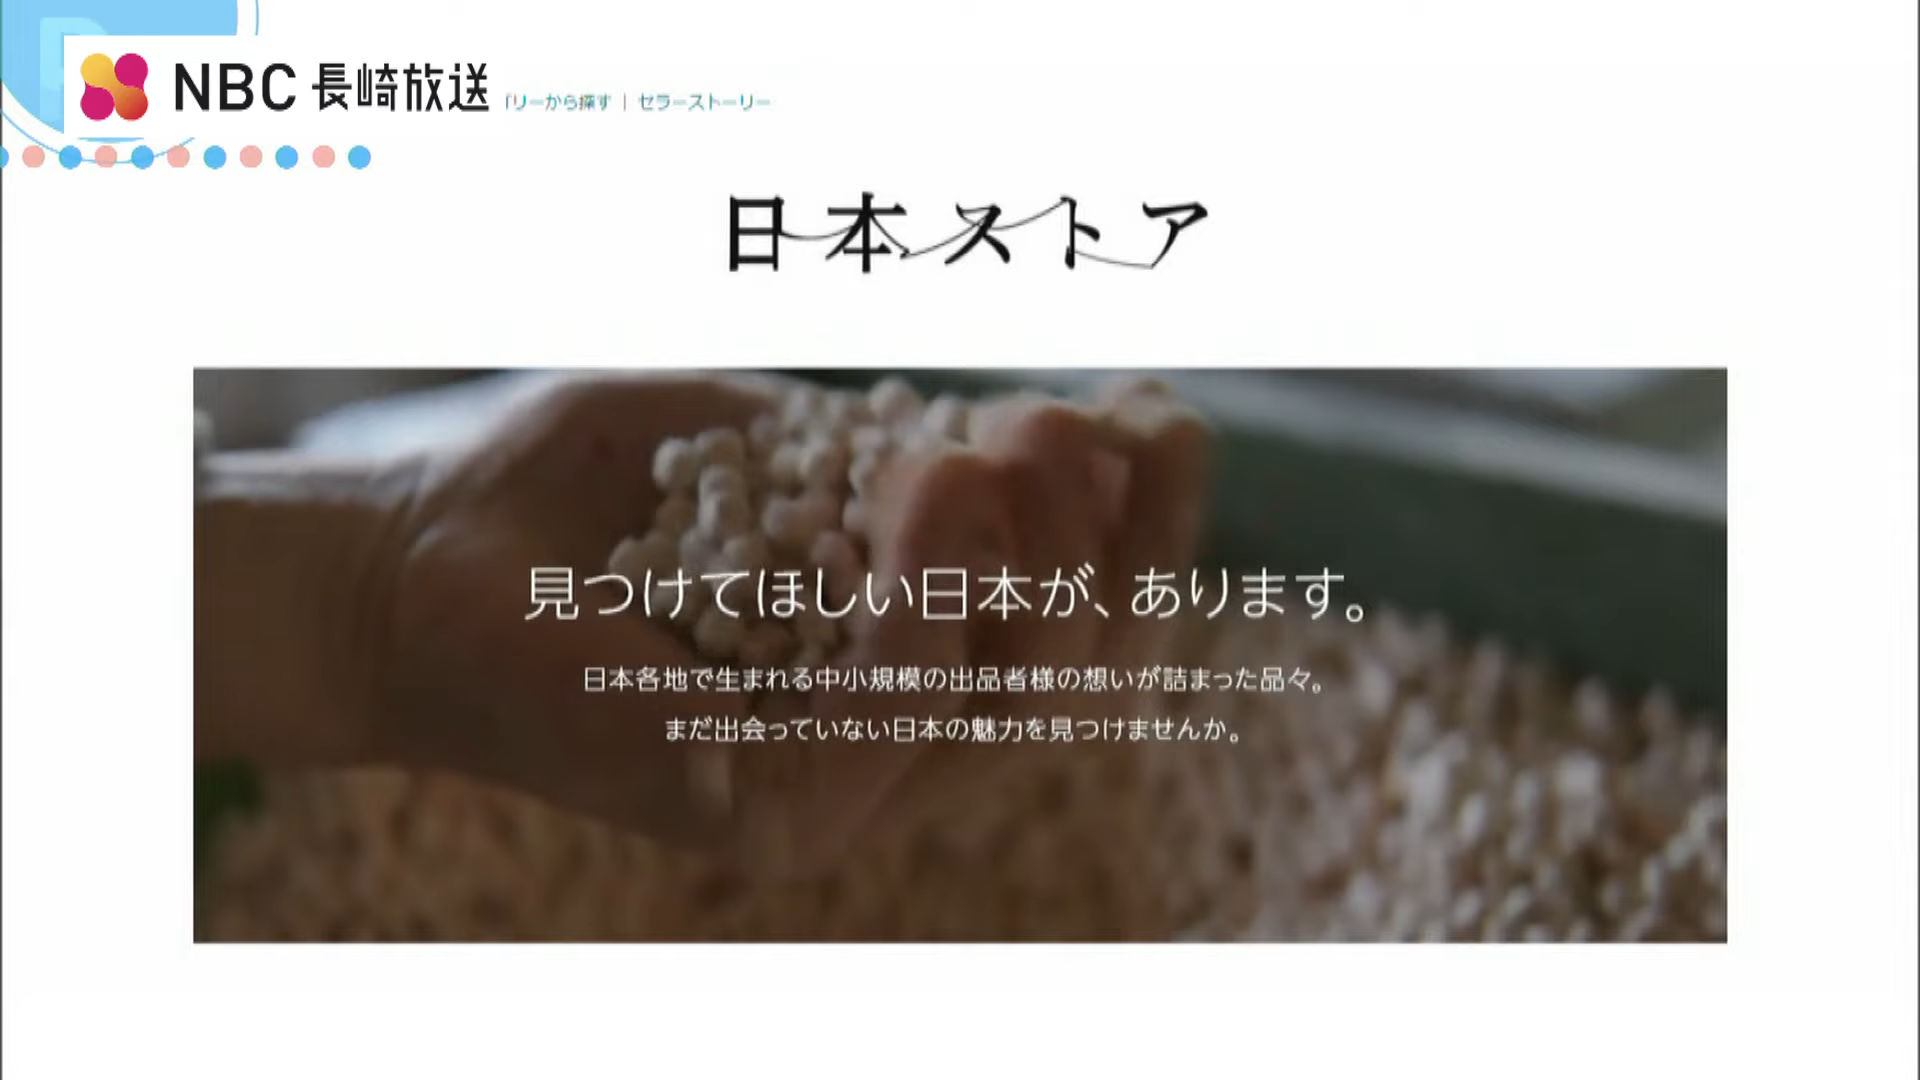 NBC 長崎放送
リーから探す | セラーストーリー
日本ストア
見つけてほしい日本が、あります。
日本各地で生まれる中小規模の出品者様の想いが詰まった品々。
まだ出会っていない日本の魅力を見つけませんか。